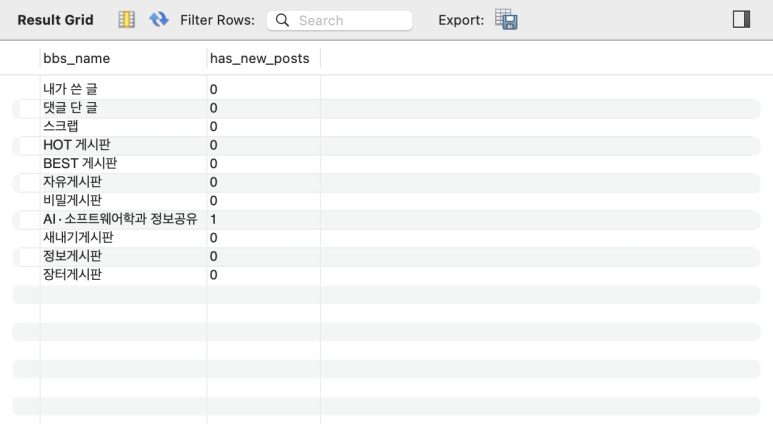 Result Grid Filter Rows: Search Export:
bbs_name has_new_posts
내가 쓴 글 0
댓글 단 글 0
스크랩 0
HOT 게시판 0
BEST 게시판 0
자유게시판 0
비밀게시판 0
AI · 소프트웨어학과 정보공유 1
새내기게시판 0
정보게시판 0
장터게시판 0